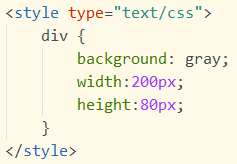 <style type="text/css">
    div {
        background: gray;
        width:200px;
        height:80px;
    }
</style>